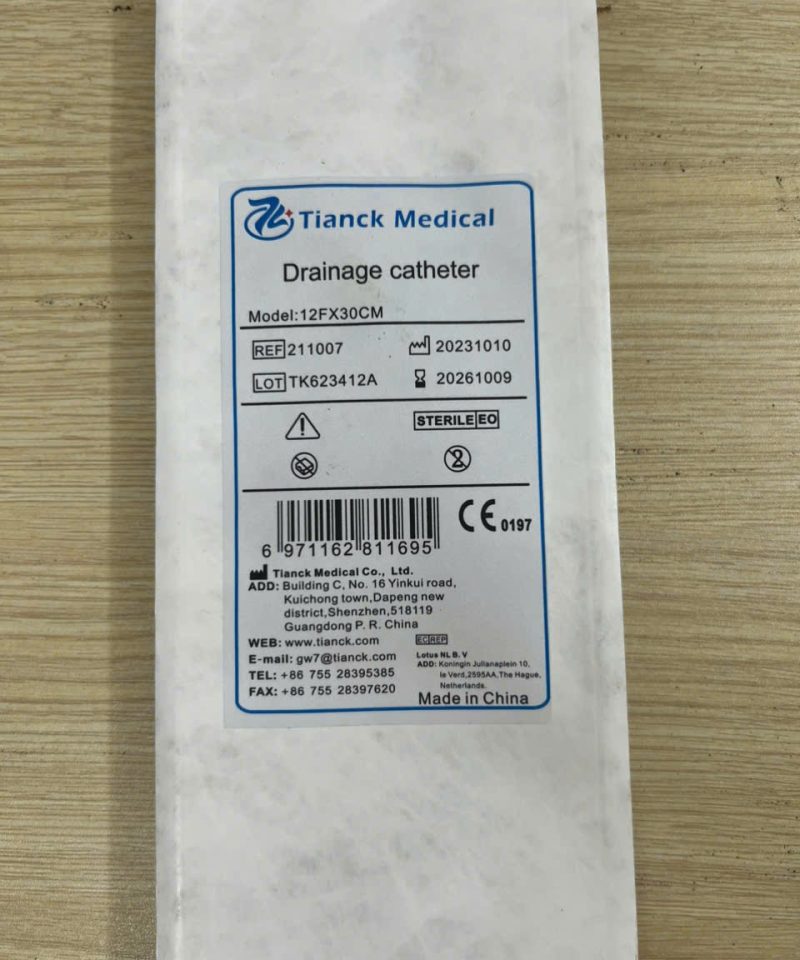 Tianck Medical
Drainage catheter
Model:12FX30CM
REF 211007
20231010
LOT TK623412A
20261009
STERILE EO
2
CE 0197
6 971162 811695
Tianck Medical Co., Ltd.
ADD: Building C, No. 16 Yinkui road,
Kuichong town,Dapeng new
district,Shenzhen,518119
Guangdong P. R. China
WEB: www.tianck.com
E-mail: gw7@tianck.com
TEL: +86 755 28395385
FAX: +86 755 28397620
EC REP
Lotus NL B. V
ADD: Koningin Julianaplein 10,
le Verd,2595AA,The Hague,
Netherlands.
Made in China